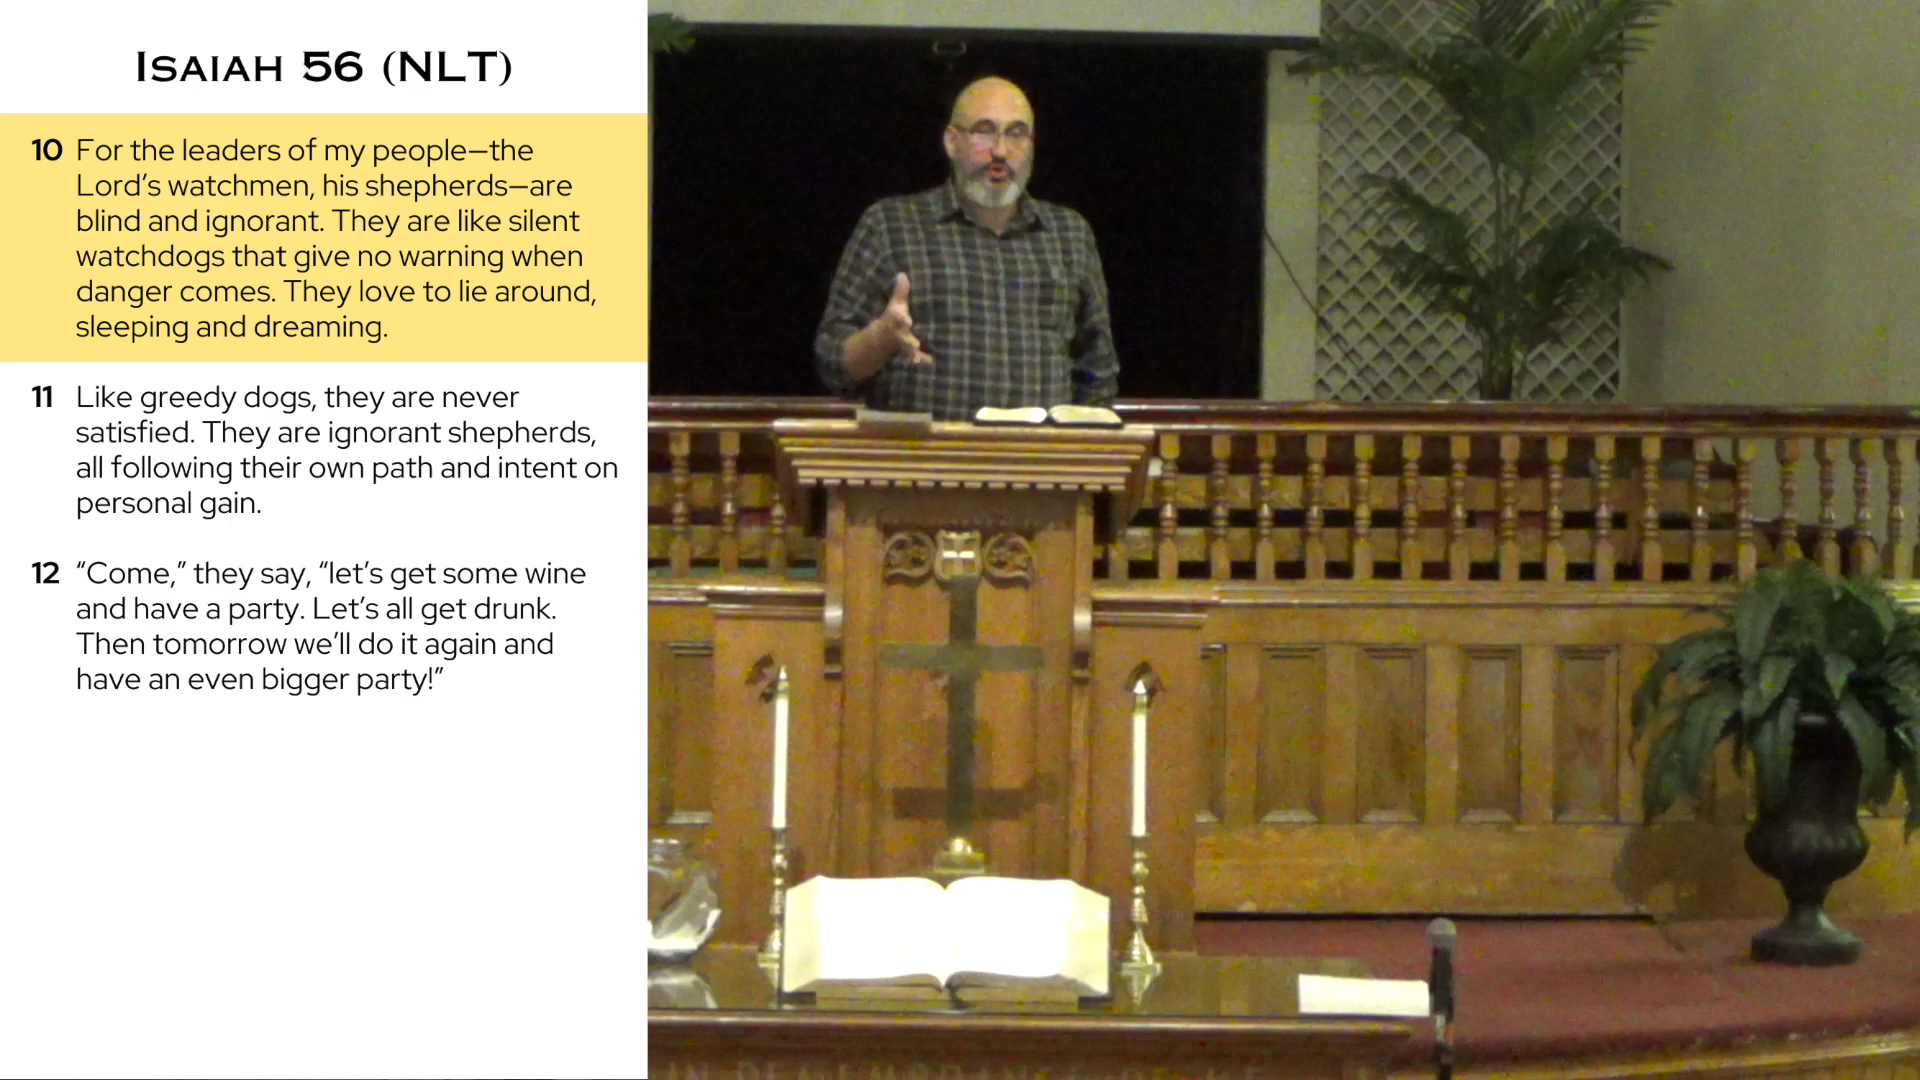 Isaiah 56 (NLT)
10 For the leaders of my people—the
Lord’s watchmen, his shepherds—are
blind and ignorant. They are like silent
watchdogs that give no warning when
danger comes. They love to lie around,
sleeping and dreaming.
11 Like greedy dogs, they are never
satisfied. They are ignorant shepherds,
all following their own path and intent on
personal gain.
12 “Come,” they say, “let’s get some wine
and have a party. Let’s all get drunk.
Then tomorrow we’ll do it again and
have an even bigger party!”
IN REMEMBRANCE OF ME